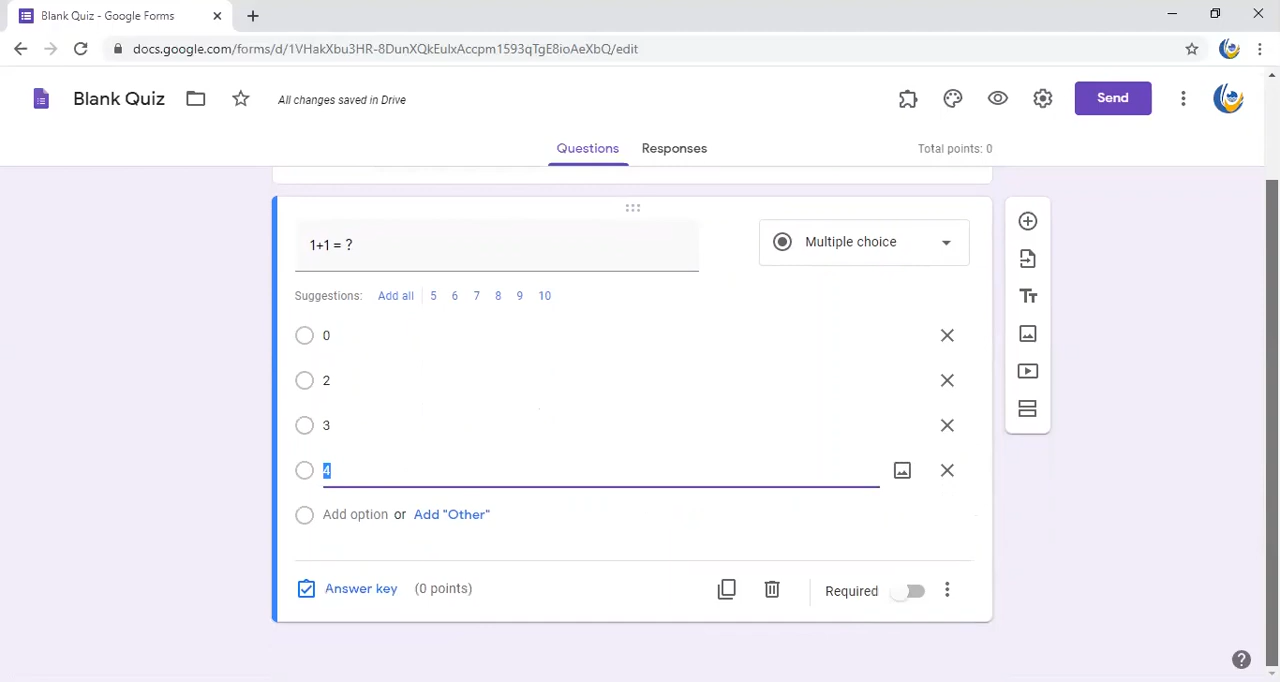 Blank Quiz - Google Forms
docs.google.com/forms/d/1VHakXbu3HR-8DunXQkEulxAccpm1593qTgE8ioAeXbQ/edit
Blank Quiz
All changes saved in Drive
Send
Questions
Responses
Total points: 0
1+1 = ?
Multiple choice
Suggestions: Add all 5 6 7 8 9 10
0
2
3
4
Add option or Add "Other"
Answer key (0 points)
Required